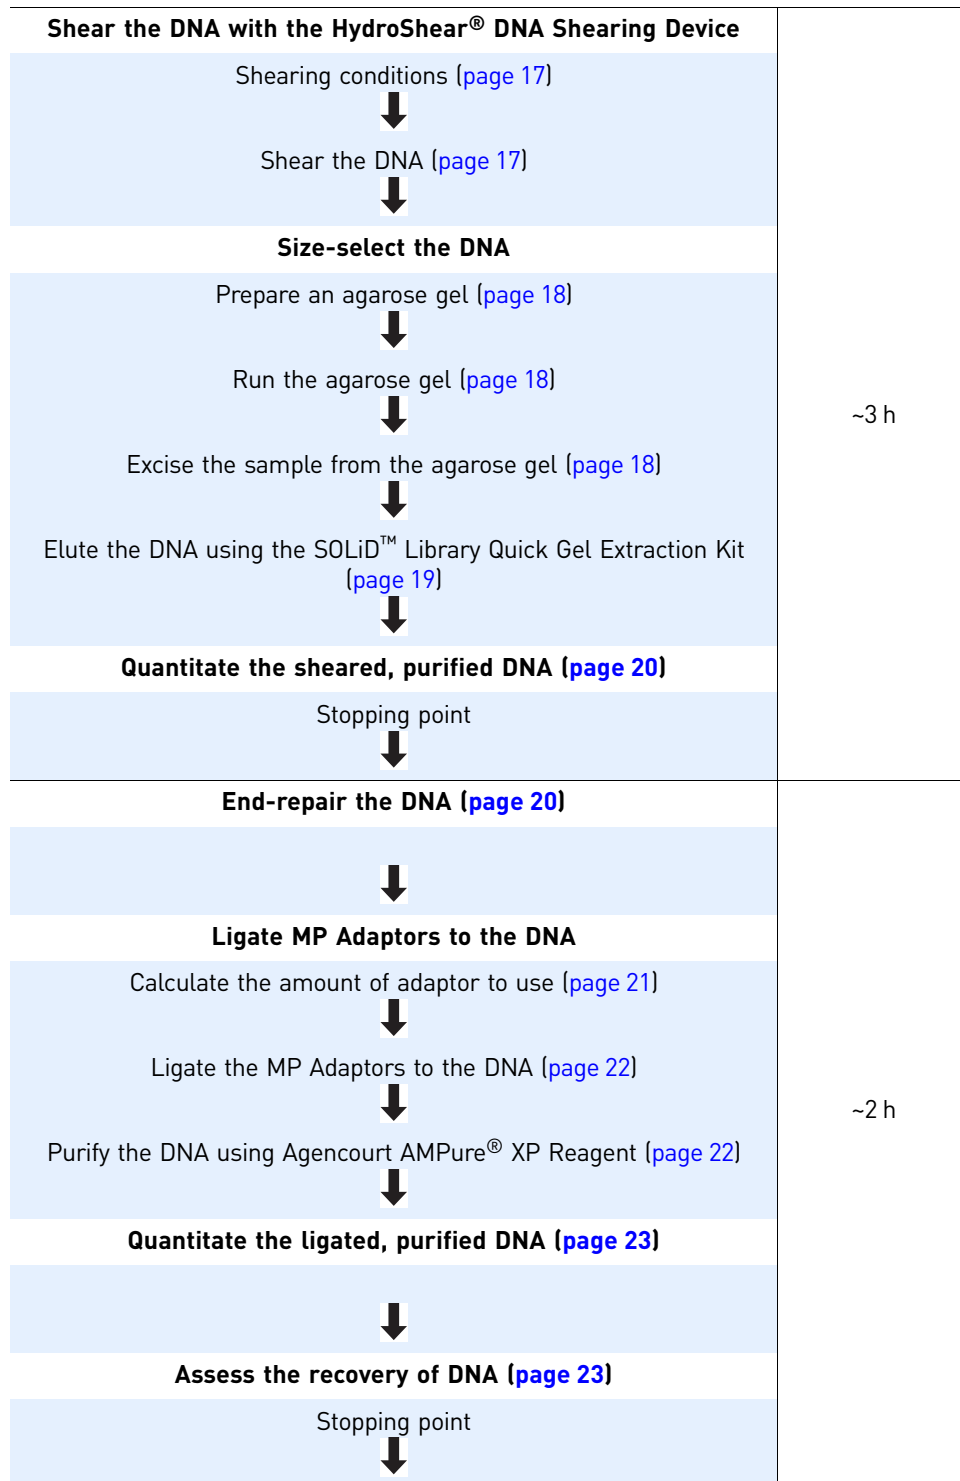 Shear the DNA with the HydroShear® DNA Shearing Device
Shearing conditions (page 17)
Shear the DNA (page 17)
Size-select the DNA
Prepare an agarose gel (page 18)
Run the agarose gel (page 18)
~3 h
Excise the sample from the agarose gel (page 18)
Elute the DNA using the SOLiD™ Library Quick Gel Extraction Kit
(page 19)
Quantitate the sheared, purified DNA (page 20)
Stopping point
End-repair the DNA (page 20)
Ligate MP Adaptors to the DNA
Calculate the amount of adaptor to use (page 21)
Ligate the MP Adaptors to the DNA (page 22)
~2 h
Purify the DNA using Agencourt AMPure® XP Reagent (page 22)
Quantitate the ligated, purified DNA (page 23)
Assess the recovery of DNA (page 23)
Stopping point